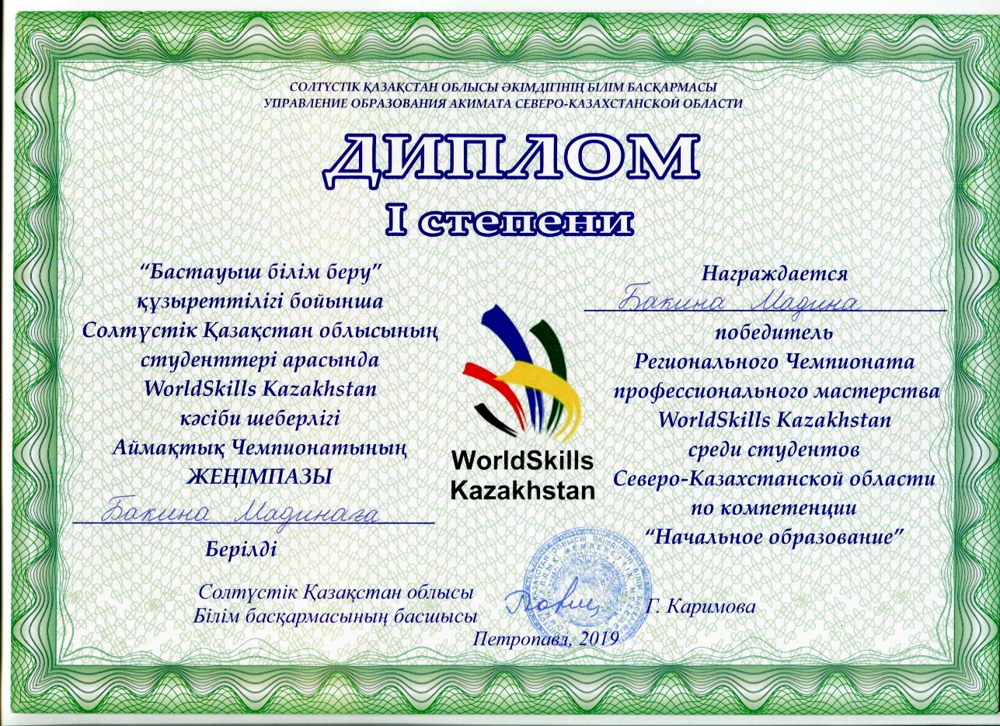 СОЛТҮСТІК ҚАЗАҚСТАН ОБЛЫСЫ ӘКІМДІГІНІҢ БІЛІМ БАСҚАРМАСЫ
УПРАВЛЕНИЕ ОБРАЗОВАНИЯ АКИМАТА СЕВЕРО-КАЗАХСТАНСКОЙ ОБЛАСТИ
ДИПЛОМ
I степени
“Бастауыш білім беру”
құзыреттілігі бойынша
Солтүстік Қазақстан облысының
студенттері арасында
WorldSkills Kazakhstan
кәсіби шеберлігі
Аймақтық Чемпионатының
ЖЕҢІМПАЗЫ
Бакина Мадинаға
Берілді
WorldSkills
Kazakhstan
Награждается
Бакина Мадина
победитель
Регионального Чемпионата
профессионального мастерства
WorldSkills Kazakhstan
среди студентов
Северо-Казахстанской области
по компетенции
“Начальное образование”
Солтүстік Қазақстан облысы
Білім басқармасының басшысы
Г. Каримова
Петропавл, 2019